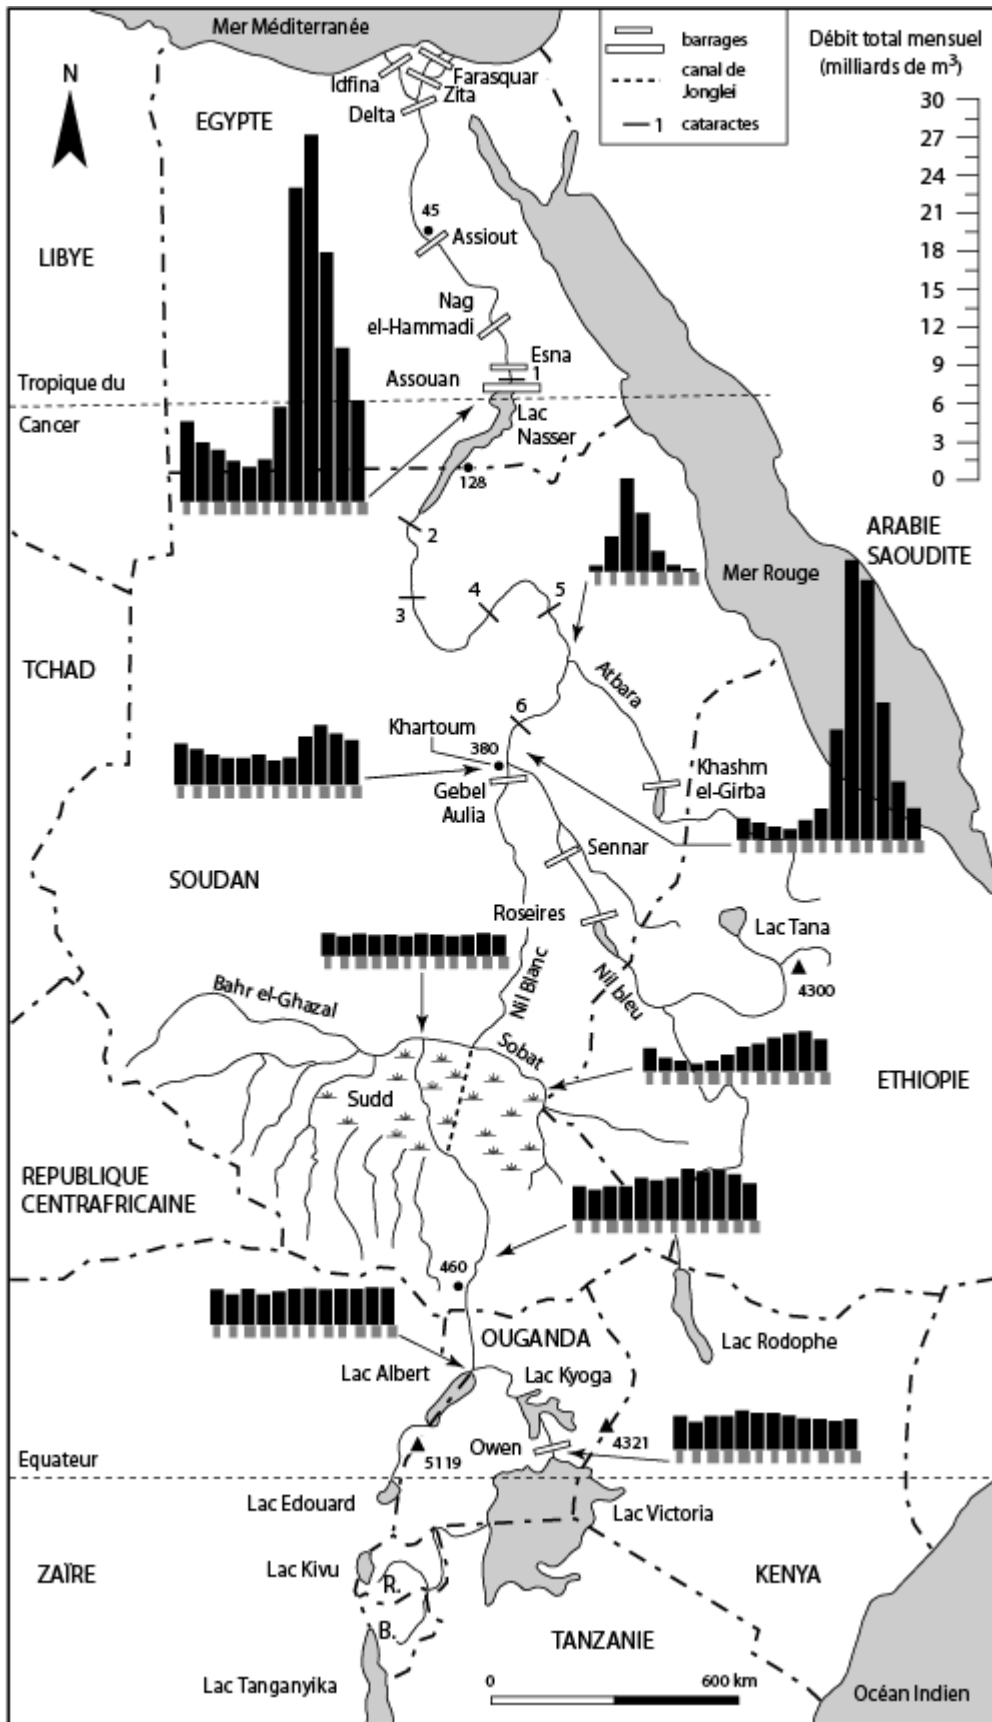 Mer Méditerranée
barrages
canal de
Jonglei
1 cataractes
Débit total mensuel
(milliards de m³)
30
27
24
21
18
15
12
9
6
3
0
N
Idfina
Farasquar
Zita
Delta
EGYPTE
45
Assiout
LIBYE
Nag
el-Hammadi
Esna
1
Assouan
Tropique du
Cancer
Lac
Nasser
128
2
ARABIE
SAOUDITE
Mer Rouge
3
4
5
TCHAD
Atbara
6
Khartoum
380
Gebel
Aulia
Khashm
el-Girba
Sennar
SOUDAN
Roseires
Lac Tana
4300
Nil Blanc
Nil bleu
Bahr el-Ghazal
Sobat
Sudd
ETHIOPIE
REPUBLIQUE
CENTRAFRICAINE
460
OUGANDA
Lac Rodophe
Lac Albert
Lac Kyoga
Owen
4321
5119
Equateur
Lac Edouard
Lac Victoria
ZAÏRE
Lac Kivu
R.
KENYA
B.
TANZANIE
Lac Tanganyika
0 600 km
Océan Indien